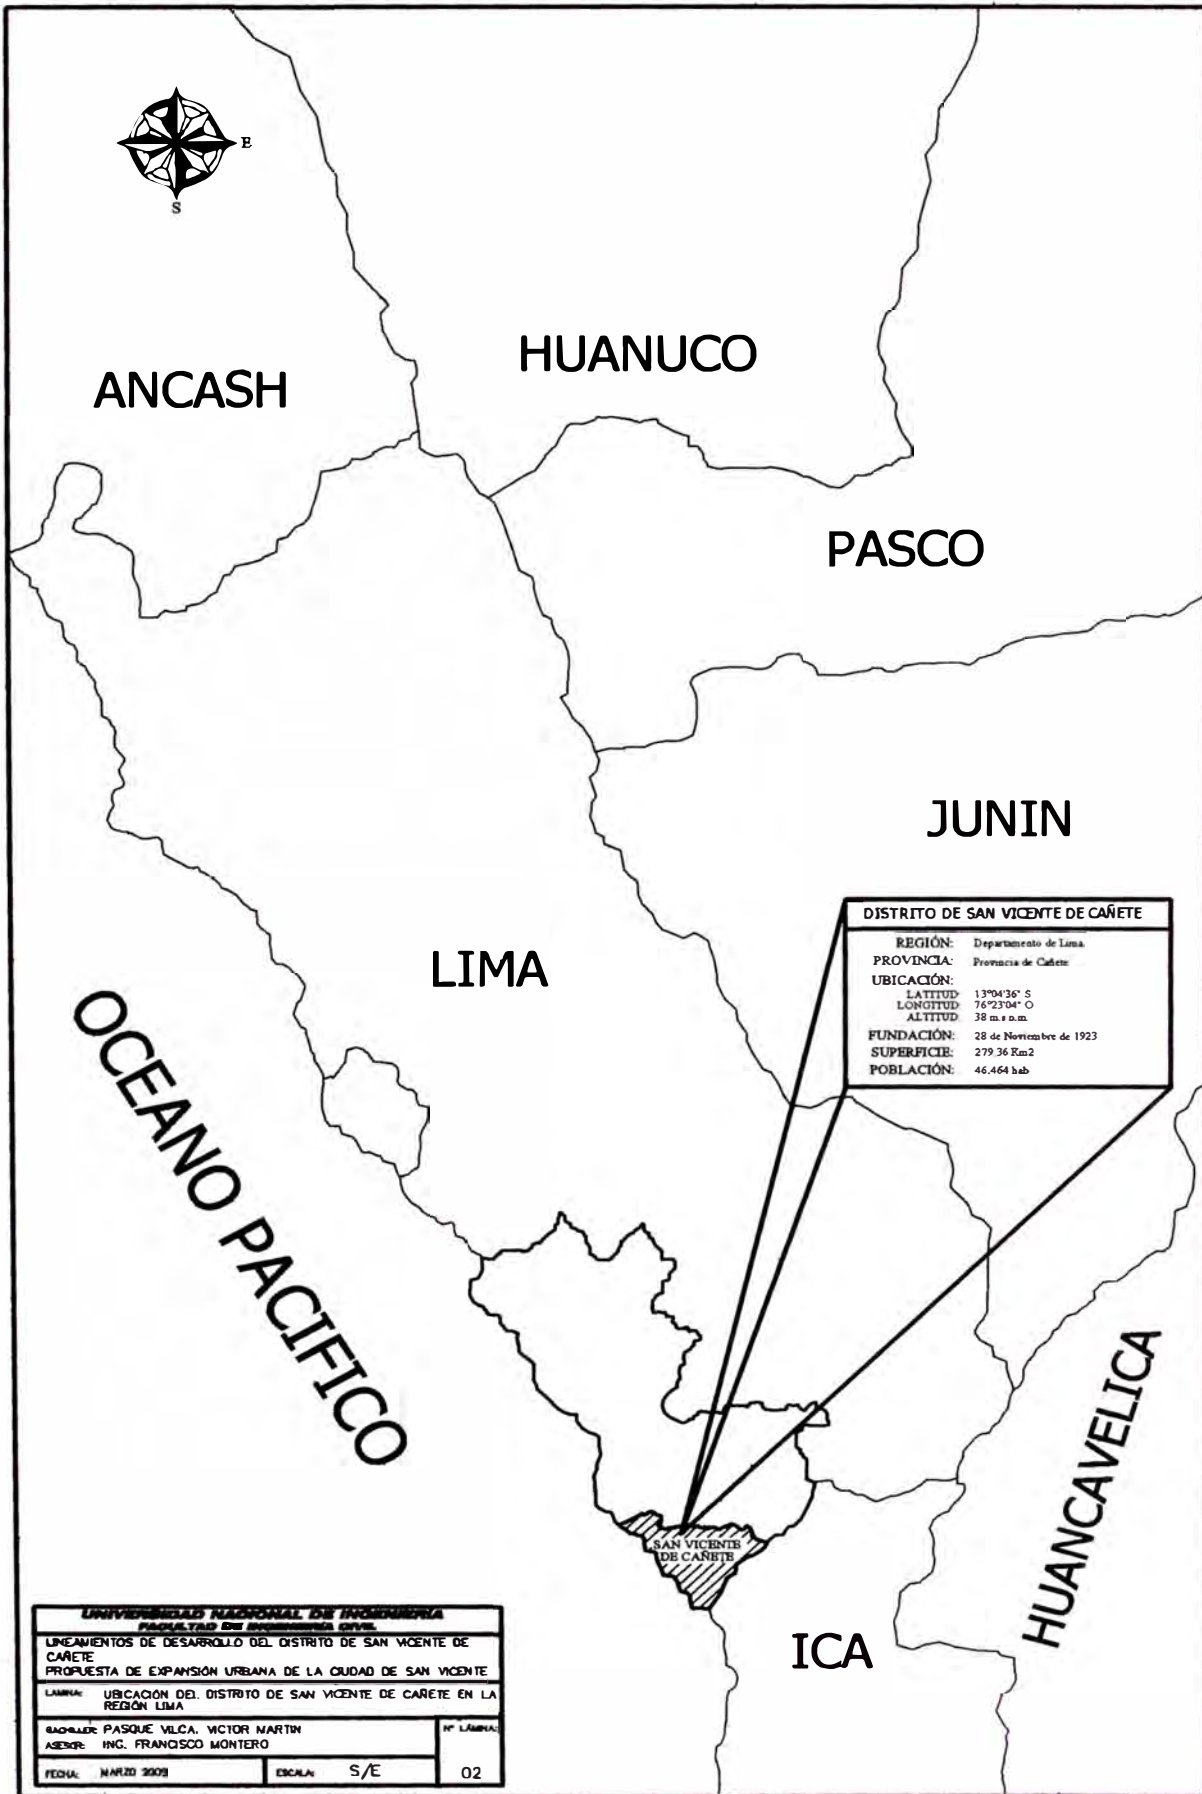 E
S
HUANUCO
ANCASH
PASCO
JUNIN
DISTRITO DE SAN VICENTE DE CAÑETE
REGIÓN: Departamento de Lima.
PROVINCIA: Provincia de Cañete
UBICACIÓN:
LATITUD 13°04'36" S
LONGITUD 76°23'04" O
ALTITUD 38 m.s.n.m.
FUNDACIÓN: 28 de Noviembre de 1923
SUPERFICIE: 279.36 Km2
POBLACIÓN: 46.464 hab
LIMA
OCEANO PACIFICO
HUANCAVELICA
SAN VICENTE
DE CAÑETE
ICA
UNIVERSIDAD NACIONAL DE INGENIERIA
FACULTAD DE INGENIERIA CIVIL
LINEAMIENTOS DE DESARROLLO DEL DISTRITO DE SAN VICENTE DE
CAÑETE
PROPUESTA DE EXPANSIÓN URBANA DE LA CIUDAD DE SAN VICENTE
LAMINA: UBICACIÓN DEL DISTRITO DE SAN VICENTE DE CAÑETE EN LA
REGIÓN LIMA
BACHILLER: PASQUE VILCA, VICTOR MARTIN
ASESOR: ING. FRANCISCO MONTERO
Nº LÁMINA:
02
FECHA: MARZO 2009
ESCALA: S/E